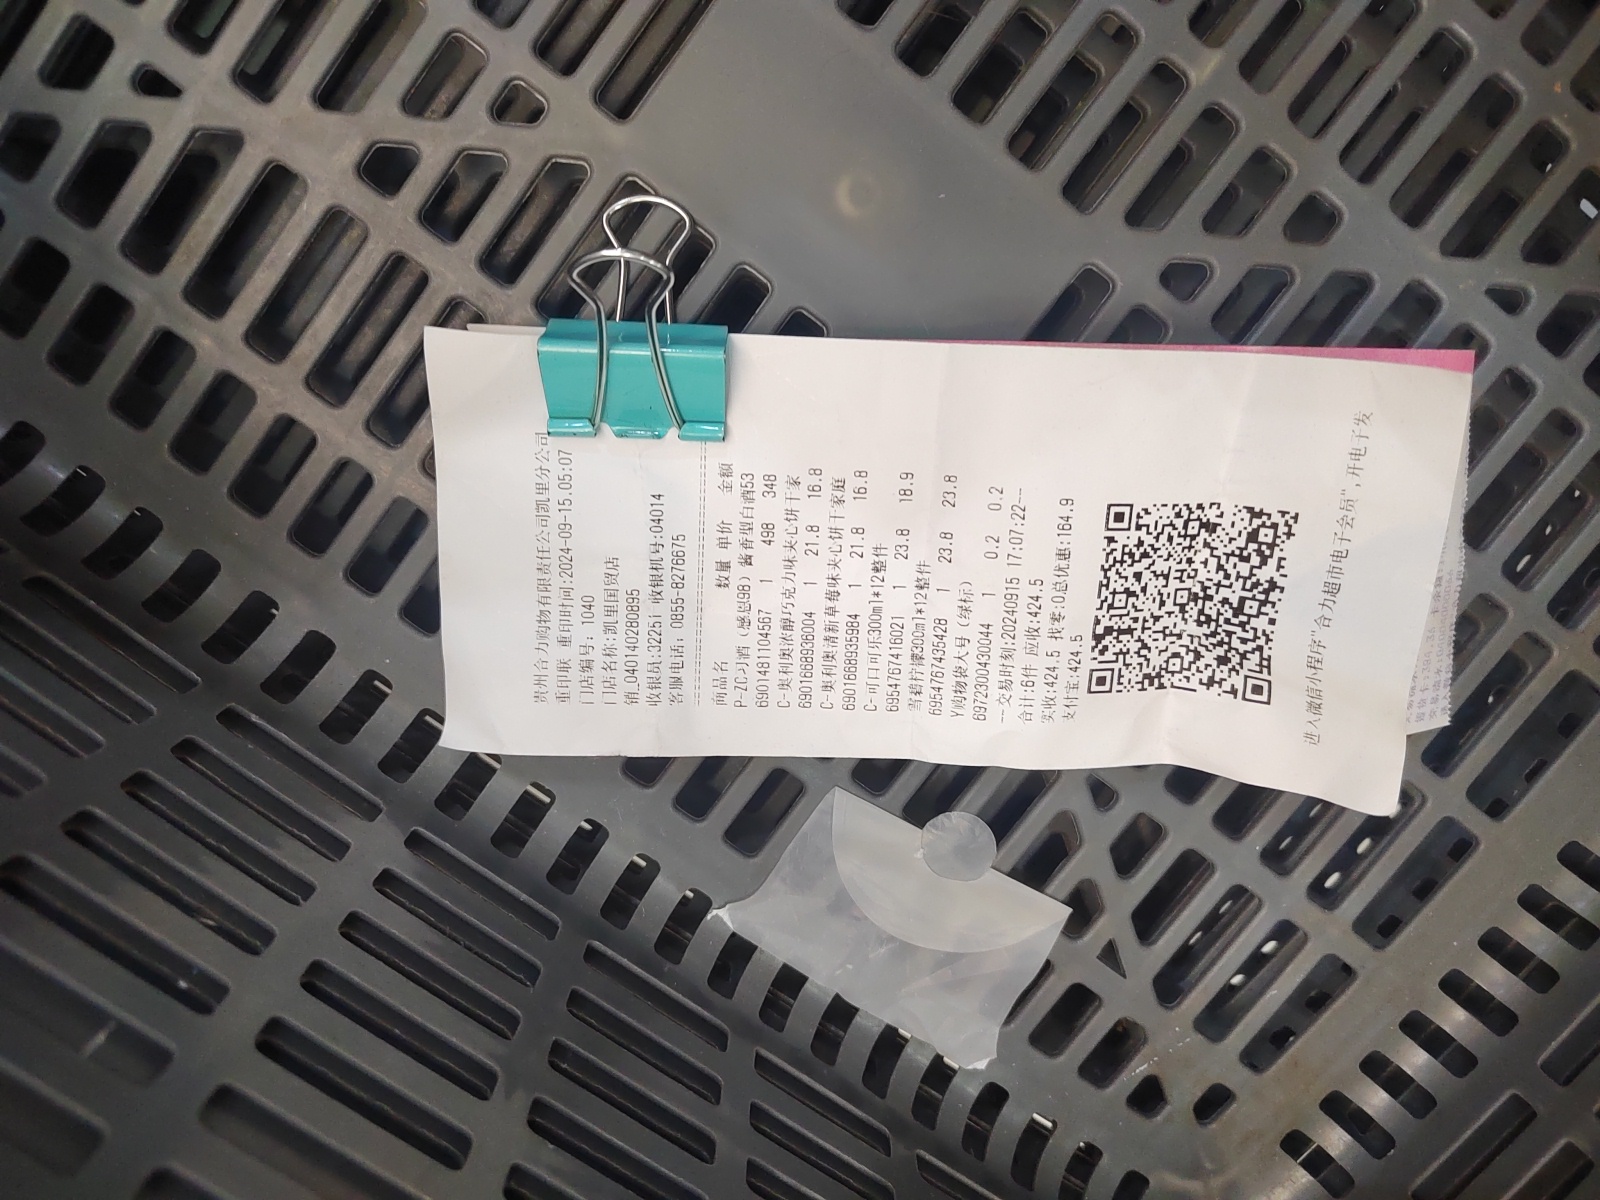 贵州合力购物有限责任公司凯里分公司
重印联 重印时间:2024-09-15.05:07
门店编号: 1040
门店名称:凯里国贸店
销_040140280895
收银员:3225i 收银机号:04014
客服电话: 0855-8276675
商品名 数量 单价 金额
P-ZC-习酒（感恩98）酱香型白酒53
6901481104567 1 498 348
C-奥利奥浓醇巧克力味夹心饼干家
6901668936004 1 21.8 16.8
C-奥利奥清新草莓味夹心饼干家庭
6901668935984 1 21.8 16.8
C-可口可乐300ml*12整件
6954767416021 1 23.8 18.9
雪碧柠檬300ml*12整件
6954767435428 1 23.8 23.8
Y购物袋大号（绿标）
6972300430044 1 0.2 0.2
--交易时刻:20240915 17:07:22--
合计:6件 应收:424.5
实收:424.5 找零:0总优惠:164.9
支付宝:424.5
进入微信小程序"合力超市电子会员",开电子发